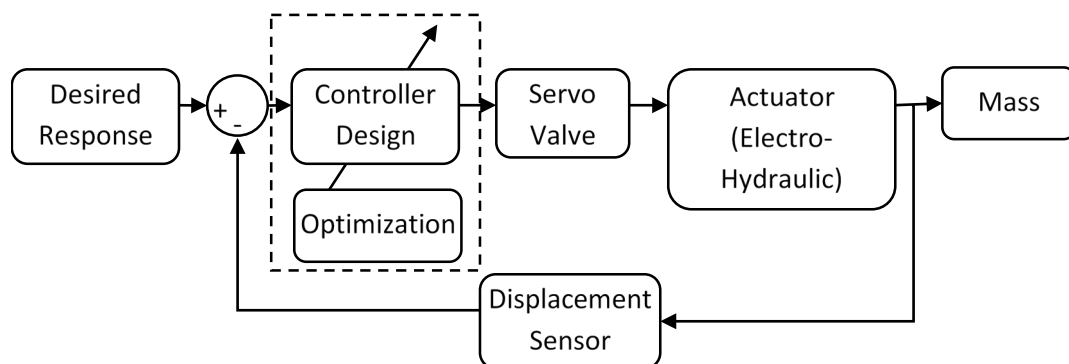 Desired
Response
+
-
Controller
Design
Optimization
Servo
Valve
Actuator
(Electro-
Hydraulic)
Mass
Displacement
Sensor